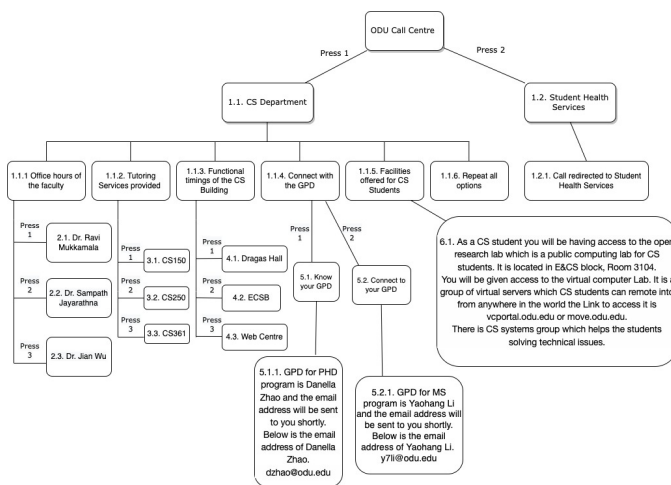 ODU Call Centre
Press 1
Press 2
1.1. CS Department
1.2. Student Health
Services
1.1.1 Office hours of
the faculty
1.1.2. Tutoring
Services provided
1.1.3. Functional
timings of the CS
Building
1.1.4. Connect with
the GPD
1.1.5. Facilities
offered for CS
Students
1.1.6. Repeat all
options
1.2.1. Call redirected to Student
Health Services
Press
1
2.1. Dr. Ravi
Mukkamala
Press
2
2.2. Dr. Sampath
Jayarathna
Press
3
2.3. Dr. Jian Wu
Press
1
3.1. CS150
Press
2
3.2. CS250
Press
3
3.3. CS361
Press
1
4.1. Dragas Hall
Press
2
4.2. ECSB
Press
3
4.3. Web Centre
Press
1
5.1. Know
your GPD
Press
2
5.2. Connect to
your GPD
5.1.1. GPD for PHD
program is Danella
Zhao and the email
address will be sent
to you shortly.
Below is the email
address of Danella
Zhao.
dzhao@odu.edu
5.2.1. GPD for MS
program is Yaohang Li
and the email address will
be sent to you shortly.
Below is the email
address of Yaohang Li.
y7li@odu.edu
6.1. As a CS student you will be having access to the open
research lab which is a public computing lab for CS
students. It is located in E&CS block, Room 3104.
You will be given access to the virtual computer Lab. It is a
group of virtual servers which CS students can remote into
from anywhere in the world the Link to access it is
vcportal.odu.edu or move.odu.edu.
There is CS systems group which helps the students
solving technical issues.